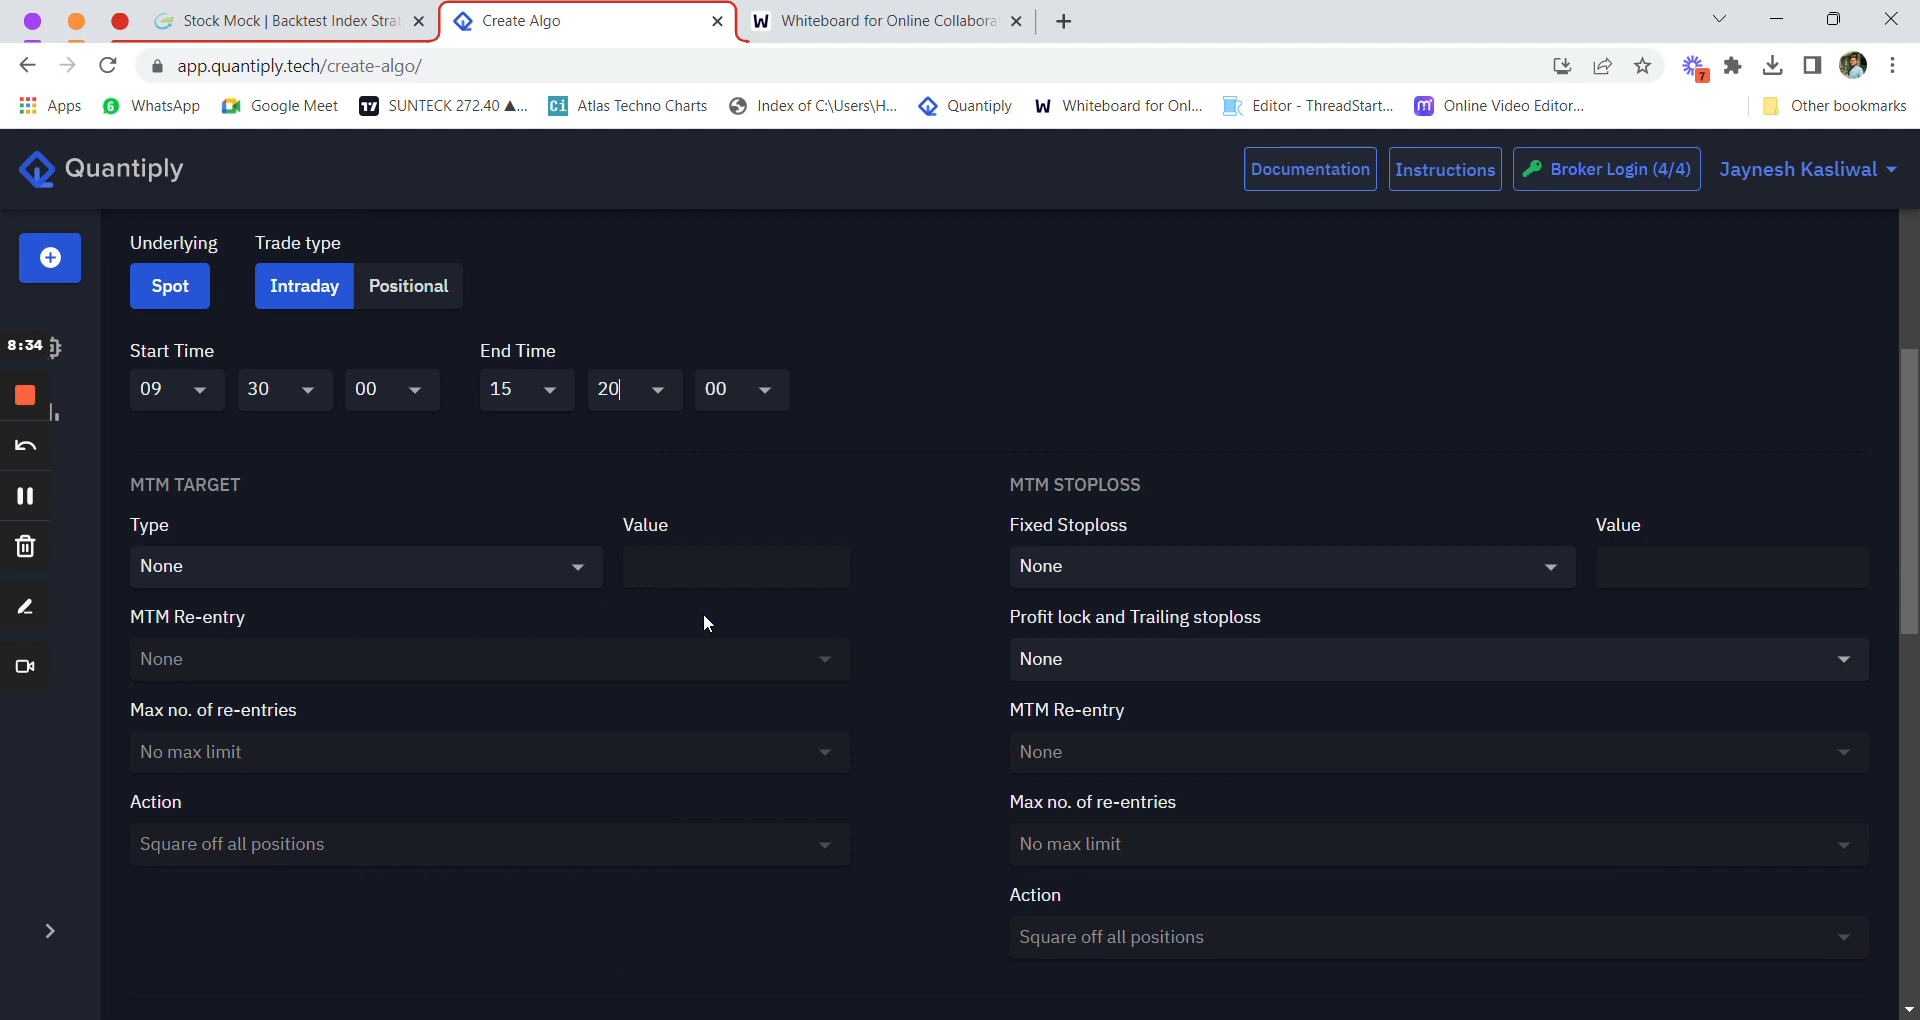 Stock Mock | Backtest Index Strat
Create Algo
Whiteboard for Online Collabora
app.quantiply.tech/create-algo/
7
Apps
WhatsApp
Google Meet
SUNTECK 272.40 ▲...
Atlas Techno Charts
Index of C:\Users\H...
Quantiply
Whiteboard for Onl...
Editor - ThreadStart...
Online Video Editor...
Other bookmarks
Quantiply
Documentation
Instructions
Broker Login (4/4)
Jaynesh Kasliwal
Underlying
Trade type
Spot
Intraday
Positional
8:34
Start Time
End Time
09
30
00
15
20
00
MTM TARGET
MTM STOPLOSS
Type
Value
Fixed Stoploss
Value
None
None
MTM Re-entry
Profit lock and Trailing stoploss
None
None
Max no. of re-entries
MTM Re-entry
No max limit
None
Action
Max no. of re-entries
Square off all positions
No max limit
Action
Square off all positions